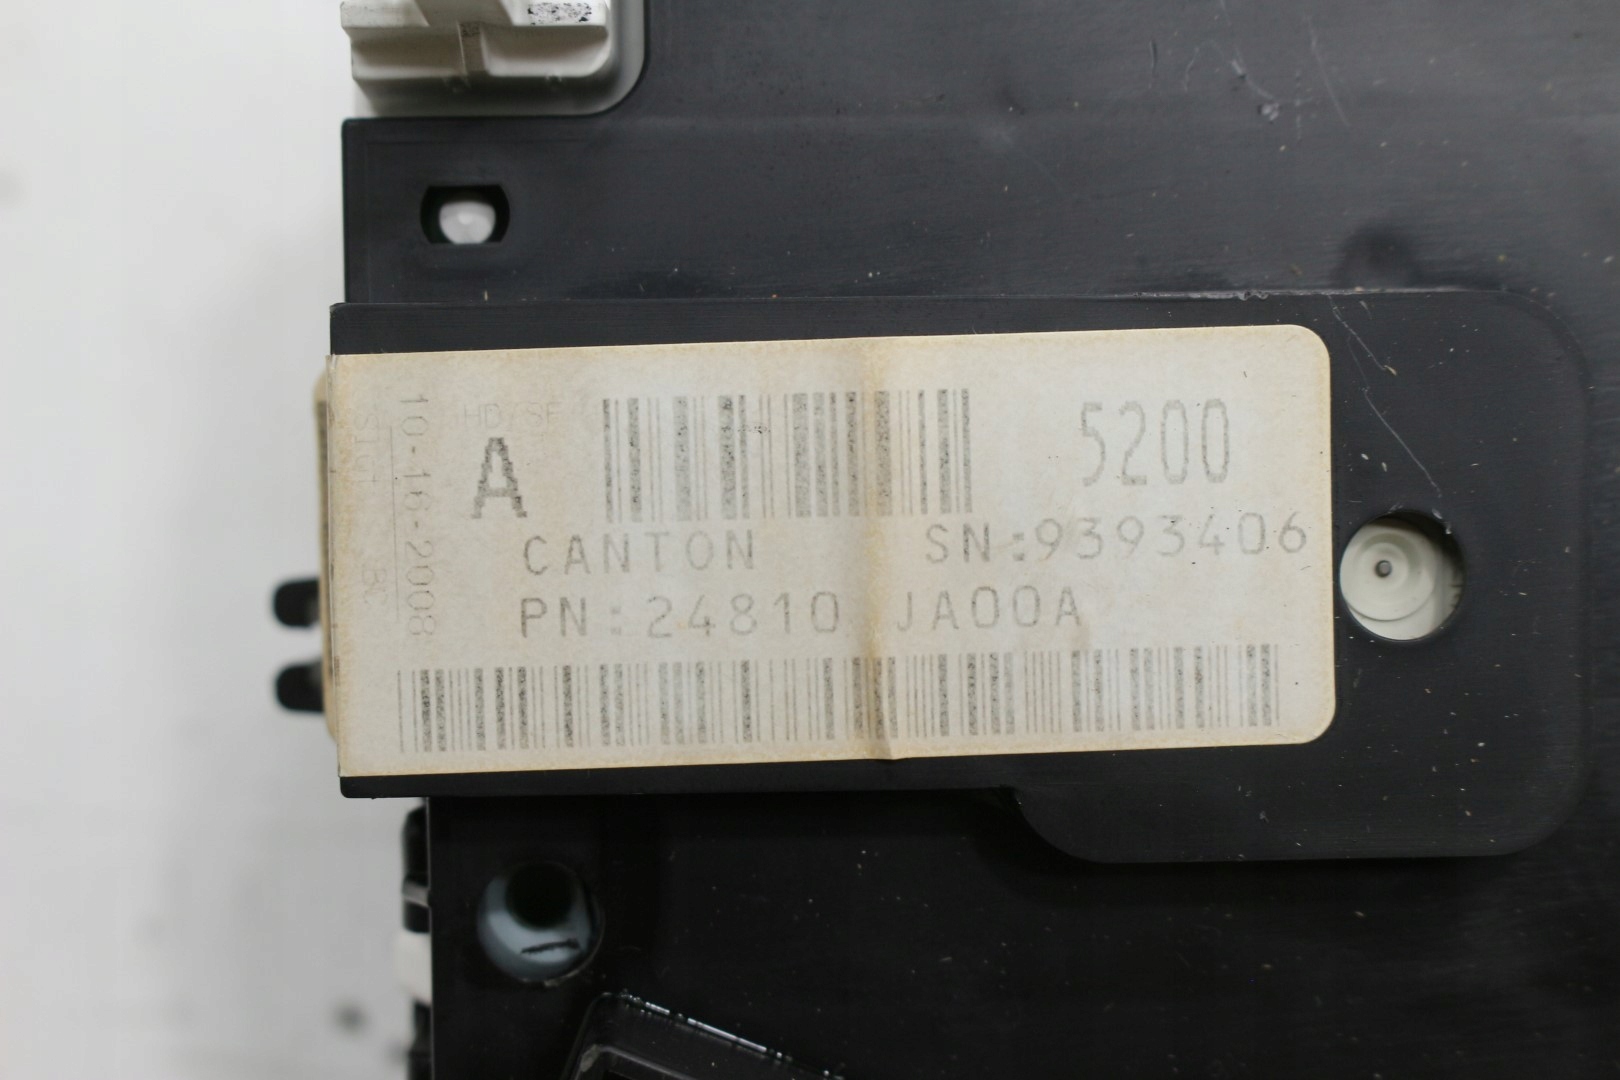 10-16-2008
A
5200
CANTON SN:9393406
PN:24810 JA00A